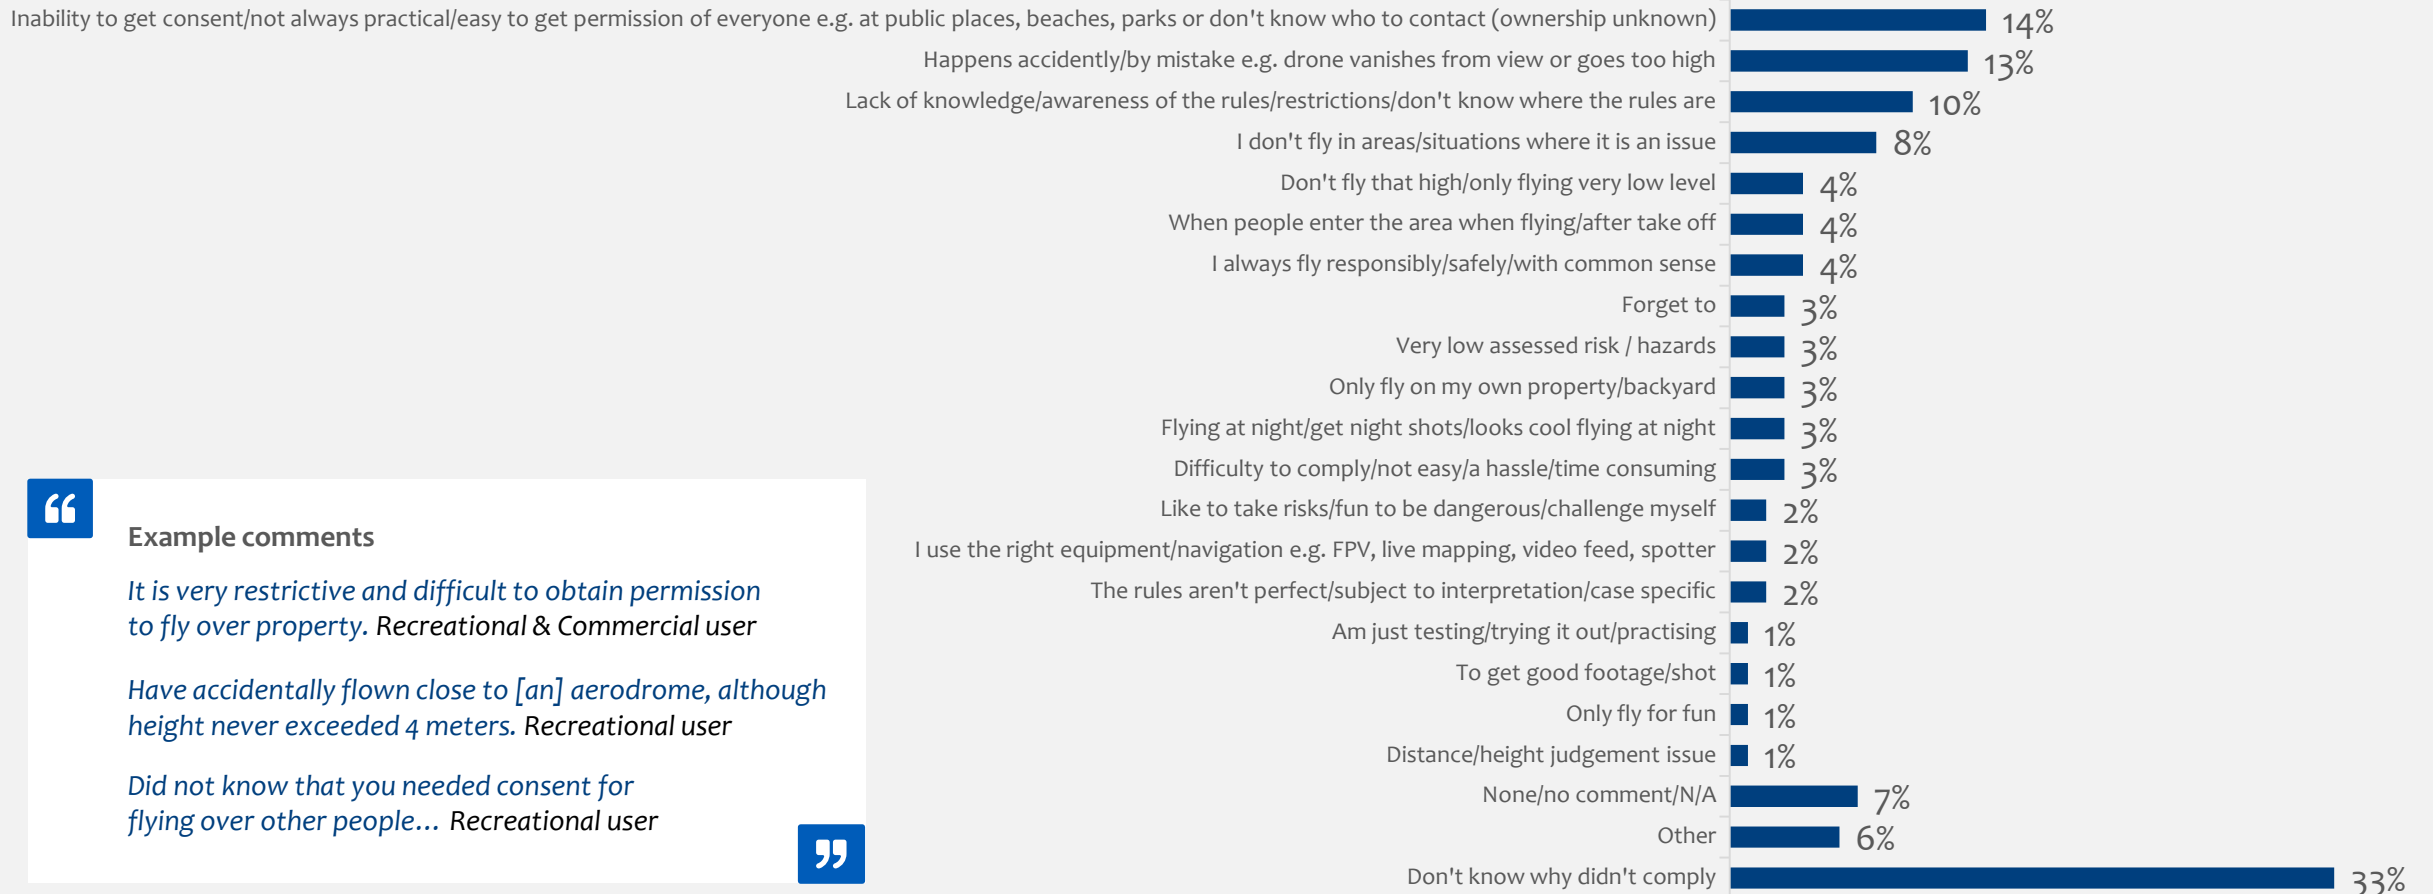 Inability to get consent/not always practical/easy to get permission of everyone e.g. at public places, beaches, parks or don't know who to contact (ownership unknown) 14%
Happens accidently/by mistake e.g. drone vanishes from view or goes too high 13%
Lack of knowledge/awareness of the rules/restrictions/don't know where the rules are 10%
I don't fly in areas/situations where it is an issue 8%
Don't fly that high/only flying very low level 4%
When people enter the area when flying/after take off 4%
I always fly responsibly/safely/with common sense 4%
Forget to 3%
Very low assessed risk / hazards 3%
Only fly on my own property/backyard 3%
Flying at night/get night shots/looks cool flying at night 3%
Difficulty to comply/not easy/a hassle/time consuming 3%
Like to take risks/fun to be dangerous/challenge myself 2%
I use the right equipment/navigation e.g. FPV, live mapping, video feed, spotter 2%
The rules aren't perfect/subject to interpretation/case specific 2%
Am just testing/trying it out/practising 1%
To get good footage/shot 1%
Only fly for fun 1%
Distance/height judgement issue 1%
None/no comment/N/A 7%
Other 6%
Don't know why didn't comply 33%
“
Example comments
It is very restrictive and difficult to obtain permission
to fly over property. Recreational & Commercial user
Have accidentally flown close to [an] aerodrome, although
height never exceeded 4 meters. Recreational user
Did not know that you needed consent for
flying over other people... Recreational user
”